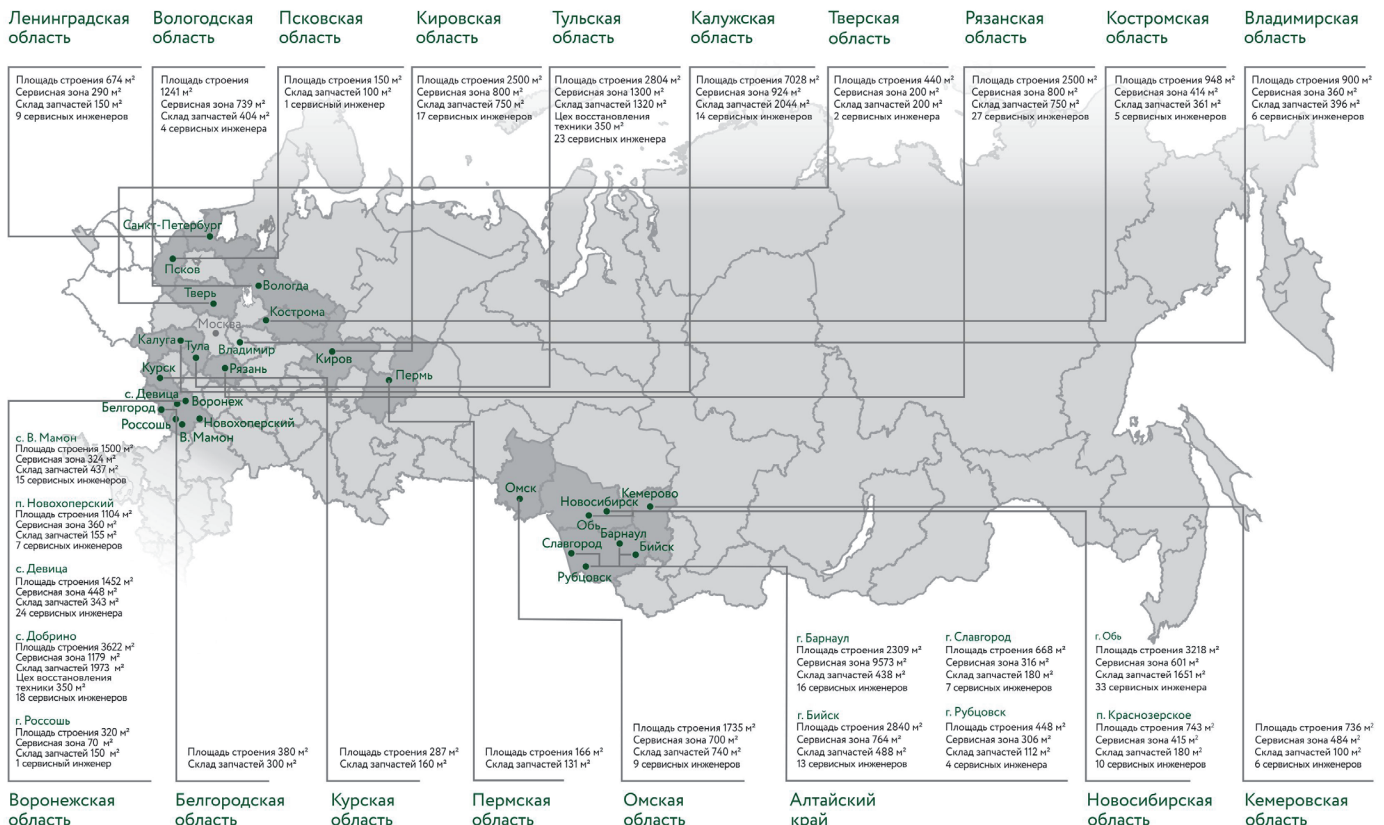 Ленинградская
область
Площадь строения 674 м²
Сервисная зона 290 м²
Склад запчастей 150 м²
9 сервисных инженеров
Вологодская
область
Площадь строения
1241 м²
Сервисная зона 739 м²
Склад запчастей 404 м²
4 сервисных инженера
Псковская
область
Площадь строения 150 м²
Склад запчастей 100 м²
1 сервисный инженер
Кировская
область
Площадь строения 2500 м²
Сервисная зона 800 м²
Склад запчастей 750 м²
17 сервисных инженеров
Тульская
область
Площадь строения 2804 м²
Сервисная зона 1300 м²
Склад запчастей 1320 м²
Цех восстановления
техники 350 м²
23 сервисных инженера
Калужская
область
Площадь строения 7028 м²
Сервисная зона 924 м²
Склад запчастей 2044 м²
14 сервисных инженеров
Тверская
область
Площадь строения 440 м²
Сервисная зона 200 м²
Склад запчастей 200 м²
2 сервисных инженера
Рязанская
область
Площадь строения 2500 м²
Сервисная зона 800 м²
Склад запчастей 750 м²
27 сервисных инженеров
Костромская
область
Площадь строения 948 м²
Сервисная зона 414 м²
Склад запчастей 361 м²
5 сервисных инженеров
Владимирская
область
Площадь строения 900 м²
Сервисная зона 360 м²
Склад запчастей 396 м²
6 сервисных инженеров
Санкт-Петербург
Псков
Вологда
Тверь
Кострома
Москва
Калуга
Тула
Владимир
Киров
Курск
Рязань
Пермь
с. Девица
Воронеж
Белгород
Россошь
Новохоперский
В. Мамон
Омск
Новосибирск
Кемерово
Обь
Барнаул
Славгород
Бийск
Рубцовск
с. В. Мамон
Площадь строения 1500 м²
Сервисная зона 324 м²
Склад запчастей 437 м²
15 сервисных инженеров
п. Новохоперский
Площадь строения 1104 м²
Сервисная зона 360 м²
Склад запчастей 155 м²
7 сервисных инженеров
с. Девица
Площадь строения 1452 м²
Сервисная зона 448 м²
Склад запчастей 343 м²
24 сервисных инженера
с. Добрино
Площадь строения 3622 м²
Сервисная зона 1179 м²
Склад запчастей 1973 м²
Цех восстановления
техники 350 м²
18 сервисных инженеров
г. Россошь
Площадь строения 320 м²
Сервисная зона 70 м²
Склад запчастей 150 м²
1 сервисный инженер
Воронежская
область
Площадь строения 380 м²
Склад запчастей 300 м²
Белгородская
область
Площадь строения 287 м²
Склад запчастей 160 м²
Курская
область
Площадь строения 166 м²
Склад запчастей 131 м²
Пермская
область
Площадь строения 1735 м²
Сервисная зона 700 м²
Склад запчастей 740 м²
9 сервисных инженеров
Омская
область
г. Барнаул
Площадь строения 2309 м²
Сервисная зона 9573 м²
Склад запчастей 438 м²
16 сервисных инженеров
г. Бийск
Площадь строения 2840 м²
Сервисная зона 764 м²
Склад запчастей 488 м²
13 сервисных инженеров
г. Славгород
Площадь строения 668 м²
Сервисная зона 316 м²
Склад запчастей 180 м²
7 сервисных инженеров
г. Рубцовск
Площадь строения 448 м²
Сервисная зона 306 м²
Склад запчастей 112 м²
4 сервисных инженера
Алтайский
край
г. Обь
Площадь строения 3218 м²
Сервисная зона 601 м²
Склад запчастей 1651 м²
33 сервисных инженера
п. Краснозерское
Площадь строения 743 м²
Сервисная зона 415 м²
Склад запчастей 180 м²
10 сервисных инженеров
Новосибирская
область
Площадь строения 736 м²
Сервисная зона 484 м²
Склад запчастей 100 м²
6 сервисных инженеров
Кемеровская
область